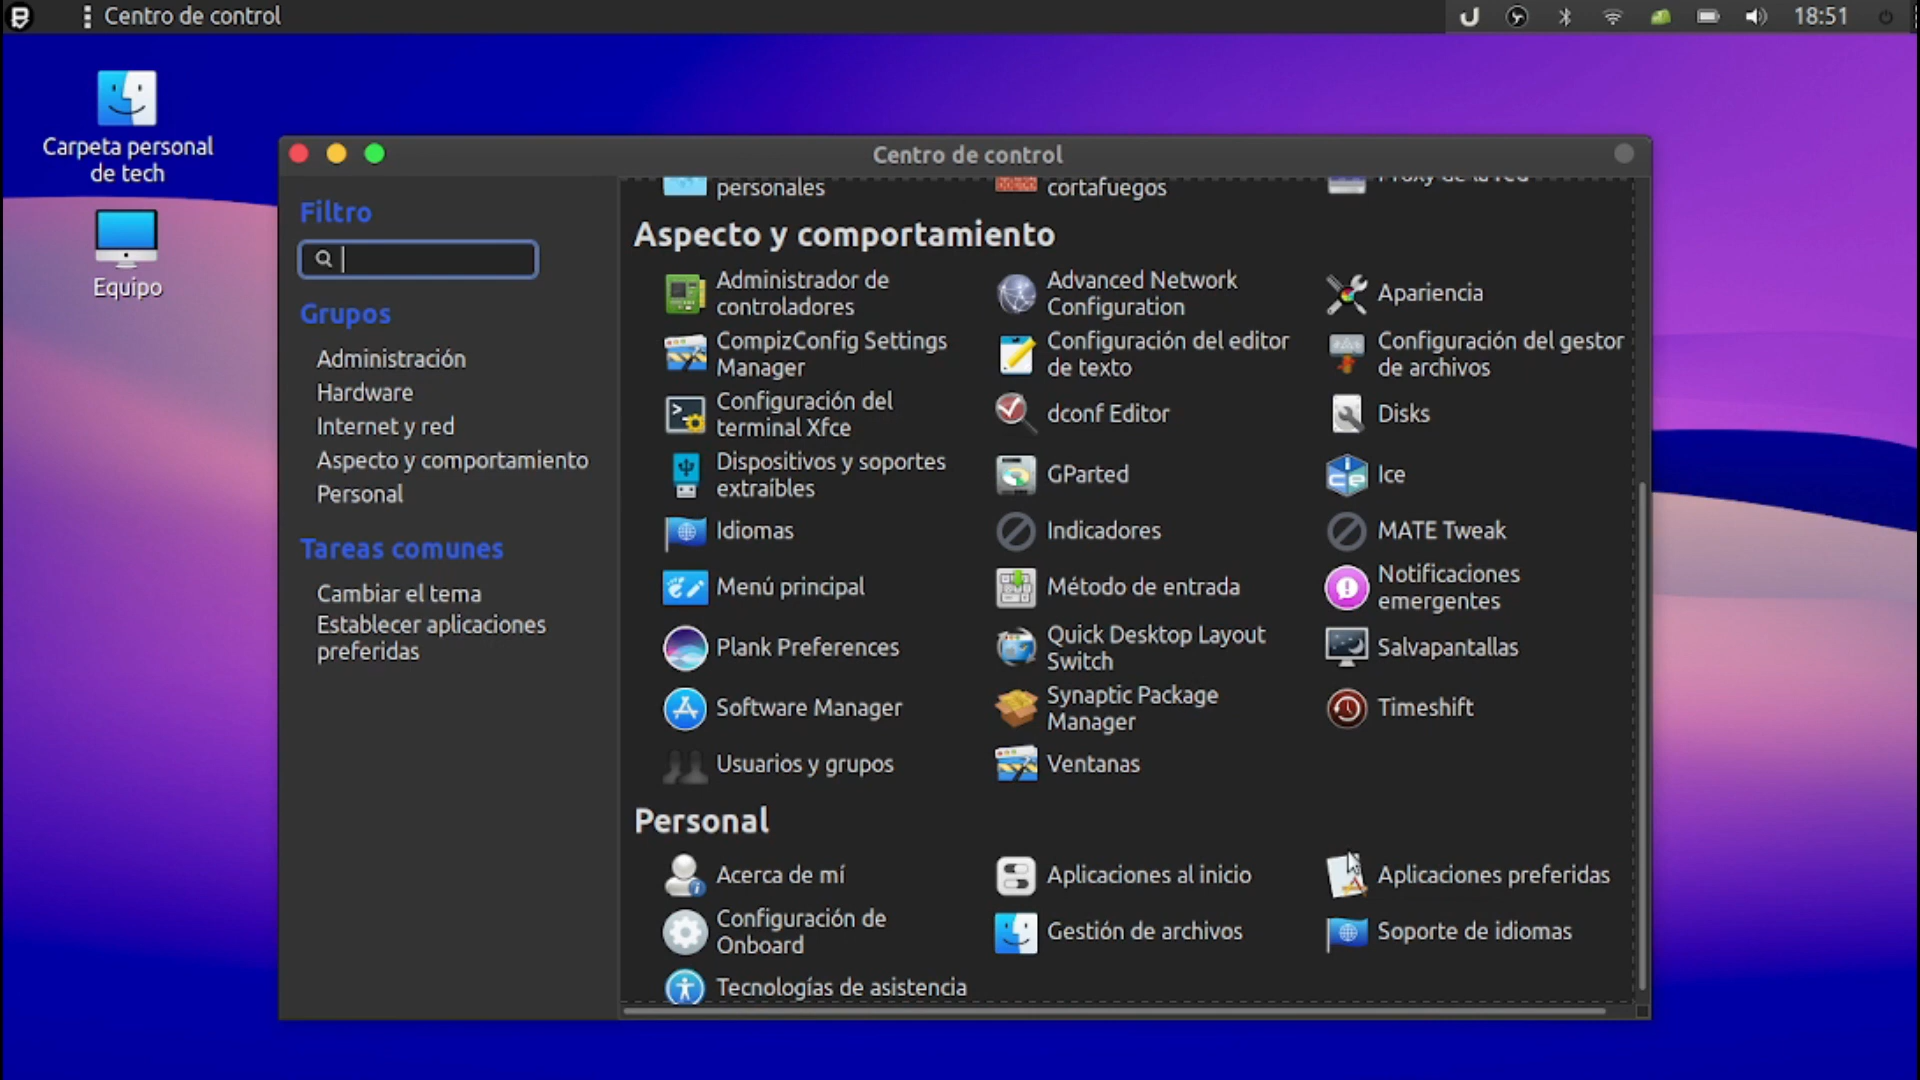 Centro de control
18:51
Carpeta personal
de tech
Equipo
Centro de control
Filtro
Grupos
Administración
Hardware
Internet y red
Aspecto y comportamiento
Personal
Tareas comunes
Cambiar el tema
Establecer aplicaciones
preferidas
personales
cortafuegos
Proxy de la red
Aspecto y comportamiento
Administrador de
controladores
Advanced Network
Configuration
Apariencia
CompizConfig Settings
Manager
Configuración del editor
de texto
Configuración del gestor
de archivos
Configuración del
terminal Xfce
dconf Editor
Disks
Dispositivos y soportes
extraíbles
GParted
Ice
Idiomas
Indicadores
MATE Tweak
Menú principal
Método de entrada
Notificaciones
emergentes
Plank Preferences
Quick Desktop Layout
Switch
Salvapantallas
Software Manager
Synaptic Package
Manager
Timeshift
Usuarios y grupos
Ventanas
Personal
Acerca de mí
Aplicaciones al inicio
Aplicaciones preferidas
Configuración de
Onboard
Gestión de archivos
Soporte de idiomas
Tecnologías de asistencia